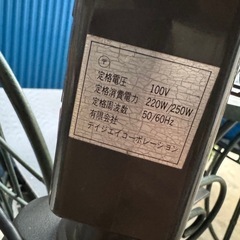 〒
定格電圧 100V
定格消費電力 220W/250W
定格周波数 50/60Hz
有限会社
テイジェイコーポレーション